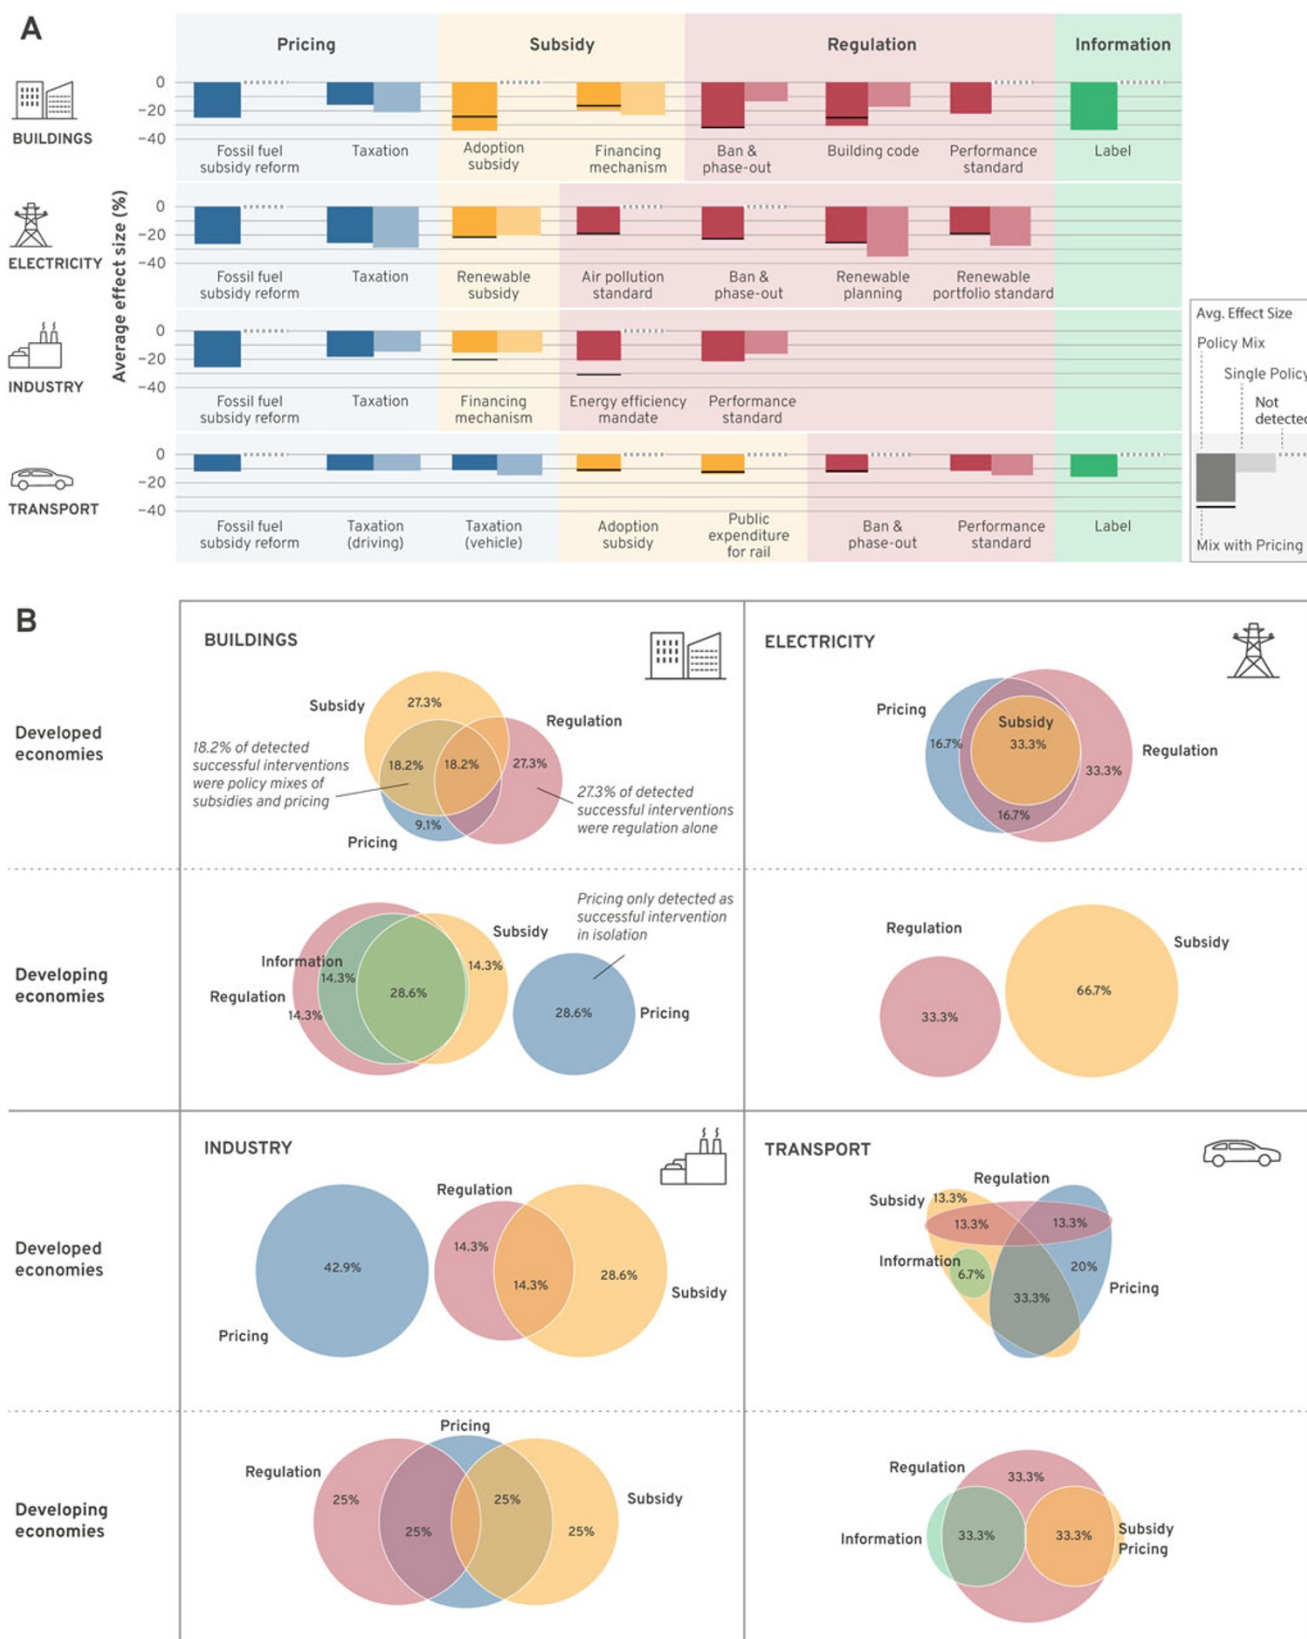 A
Pricing
Subsidy
Regulation
Information
Average effect size (%)
BUILDINGS
0
−20
−40
Fossil fuel
subsidy reform
Taxation
Adoption
subsidy
Financing
mechanism
Ban &
phase-out
Building code
Performance
standard
Label
ELECTRICITY
0
−20
−40
Fossil fuel
subsidy reform
Taxation
Renewable
subsidy
Air pollution
standard
Ban &
phase-out
Renewable
planning
Renewable
portfolio standard
INDUSTRY
0
−20
−40
Fossil fuel
subsidy reform
Taxation
Financing
mechanism
Energy efficiency
mandate
Performance
standard
TRANSPORT
0
−20
−40
Fossil fuel
subsidy reform
Taxation
(driving)
Taxation
(vehicle)
Adoption
subsidy
Public
expenditure
for rail
Ban &
phase-out
Performance
standard
Label
Avg. Effect Size
Policy Mix
Single Policy
Not
detected
Mix with Pricing
B
Developed
economies
BUILDINGS
Subsidy
27.3%
Regulation
18.2%
18.2%
27.3%
9.1%
Pricing
18.2% of detected
successful interventions
were policy mixes of
subsidies and pricing
27.3% of detected
successful interventions
were regulation alone
ELECTRICITY
Pricing
16.7%
Subsidy
33.3%
33.3%
Regulation
16.7%
Developing
economies
Information
14.3%
Regulation
14.3%
28.6%
14.3%
Subsidy
Pricing only detected as
successful intervention
in isolation
28.6%
Pricing
Regulation
33.3%
66.7%
Subsidy
Developed
economies
INDUSTRY
42.9%
Pricing
Regulation
14.3%
14.3%
28.6%
Subsidy
TRANSPORT
Regulation
Subsidy
13.3%
13.3%
13.3%
Information
6.7%
20%
33.3%
Pricing
Developing
economies
Pricing
Regulation
25%
25%
25%
25%
Subsidy
Regulation
33.3%
Information
33.3%
33.3%
Subsidy
Pricing